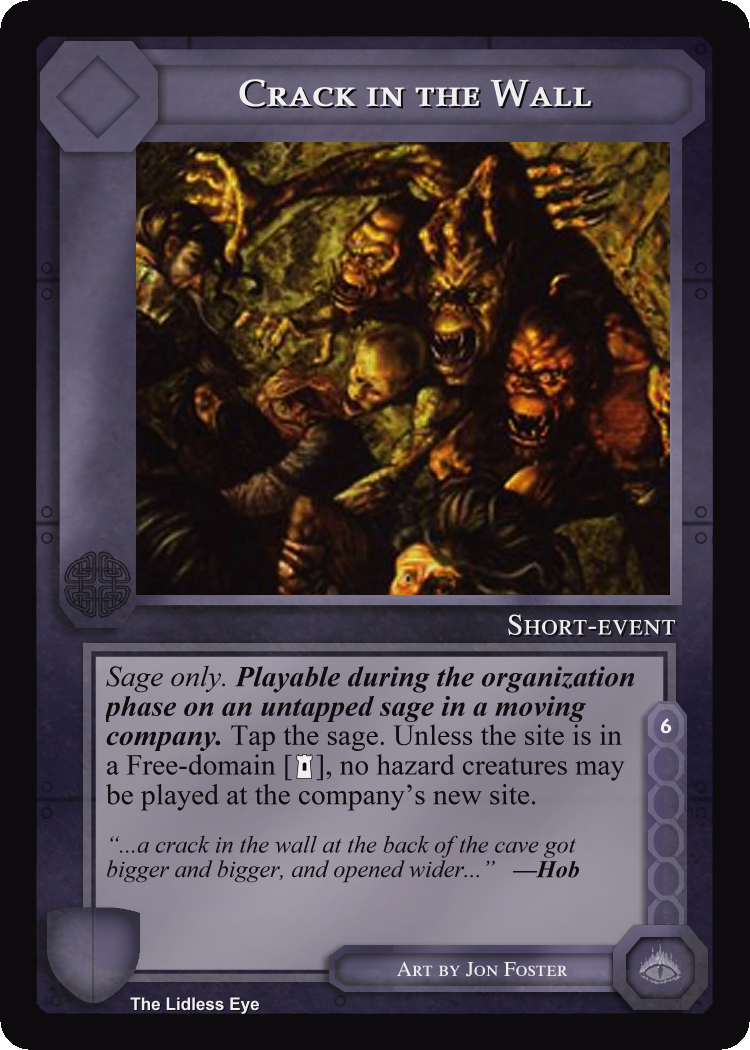 Crack in the Wall
Short-event
Sage only. Playable during the organization
phase on an untapped sage in a moving
company. Tap the sage. Unless the site is in
a Free-domain [ ], no hazard creatures may
be played at the company’s new site.
6
“...a crack in the wall at the back of the cave got
bigger and bigger, and opened wider...” —Hob
Art by Jon Foster
The Lidless Eye